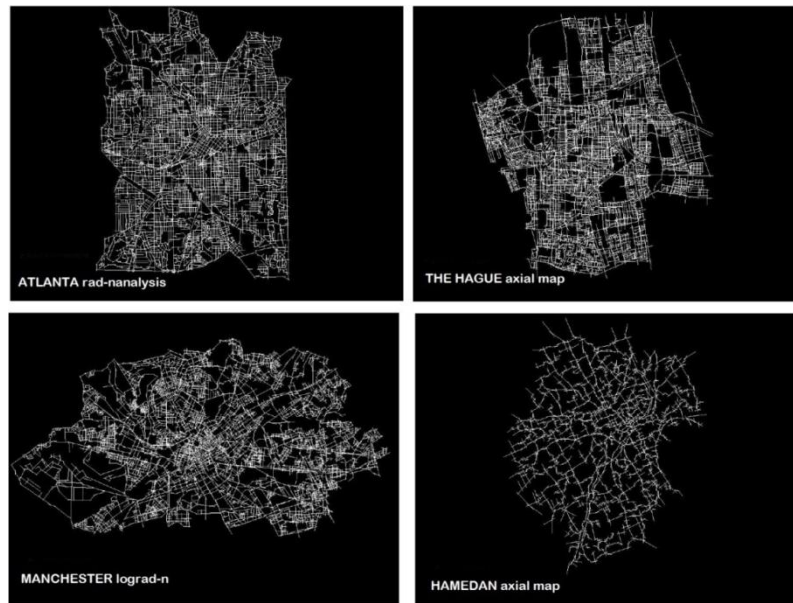 ATLANTA rad-nanalysis
THE HAGUE axial map
MANCHESTER lograd-n
HAMEDAN axial map